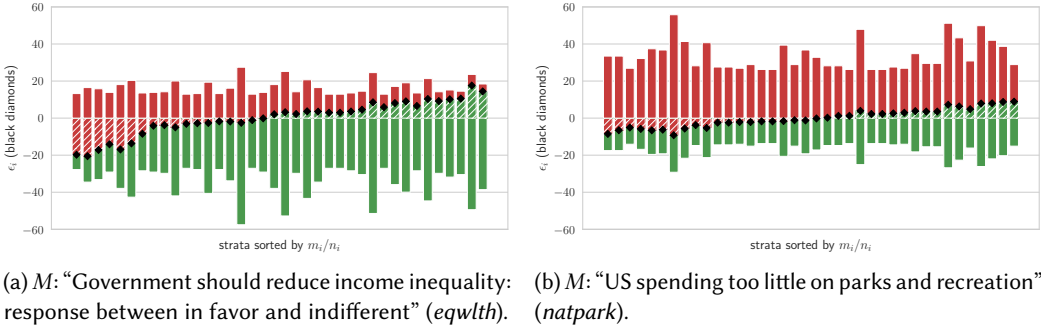 60
40
20
0
−20
−40
−60
ϵᵢ (black diamonds)
strata sorted by mᵢ/nᵢ
60
40
20
0
−20
−40
−60
ϵᵢ (black diamonds)
strata sorted by mᵢ/nᵢ
(a) M: “Government should reduce income inequality:
response between in favor and indifferent” (eqwlth).
(b) M: “US spending too little on parks and recreation”
(natpark).